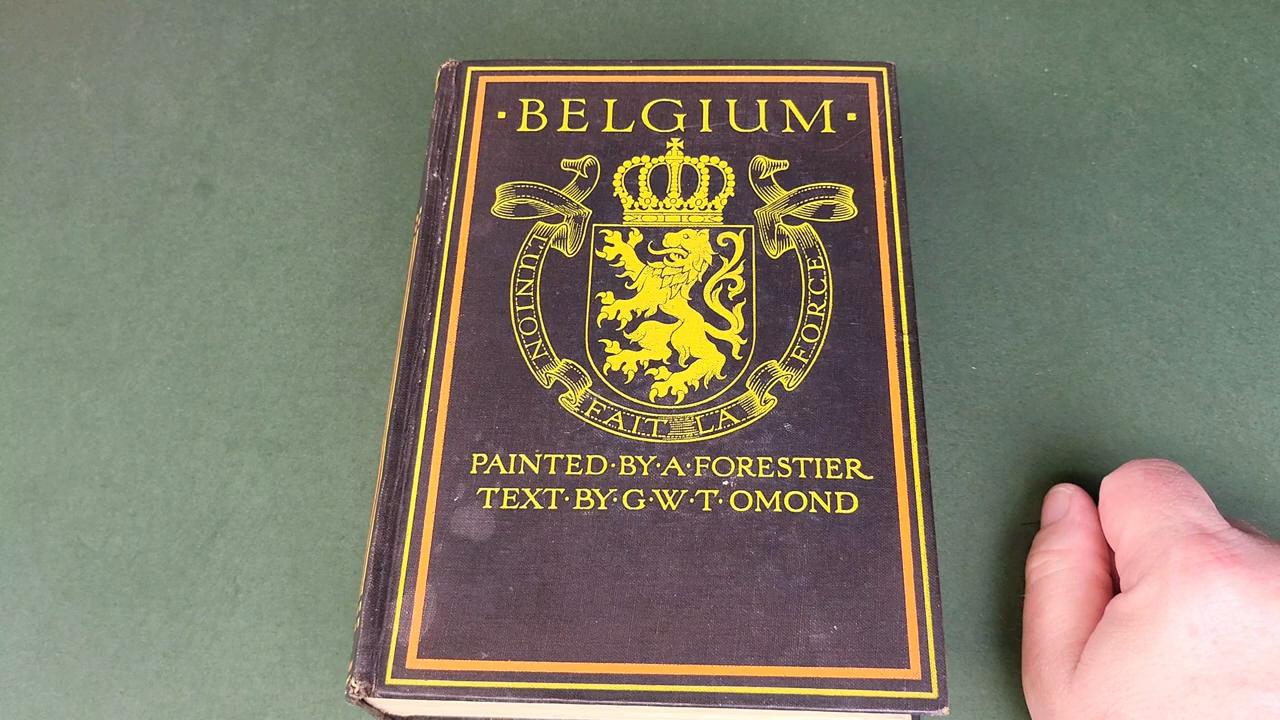 ·BELGIUM·
L'UNION FAIT LA FORCE
PAINTED·BY·A·FORESTIER
TEXT·BY·G·W·T·OMOND